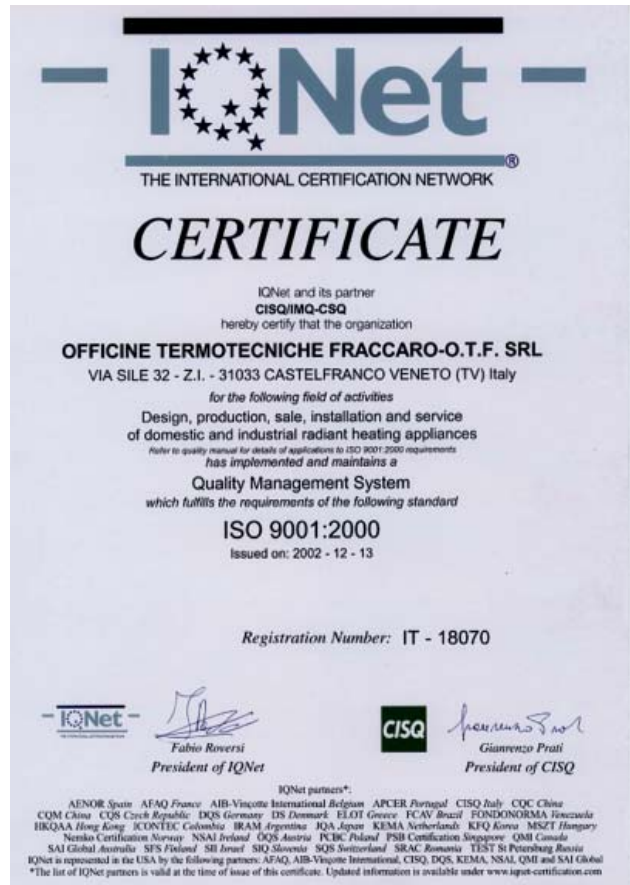 IQNet
®
THE INTERNATIONAL CERTIFICATION NETWORK
CERTIFICATE
IQNet and its partner
CISQ/IMQ-CSQ
hereby certify that the organization
OFFICINE TERMOTECNICHE FRACCARO-O.T.F. SRL
VIA SILE 32 - Z.I. - 31033 CASTELFRANCO VENETO (TV) Italy
for the following field of activities
Design, production, sale, installation and service
of domestic and industrial radiant heating appliances
Refer to quality manual for details of applications to ISO 9001:2000 requirements
has implemented and maintains a
Quality Management System
which fulfills the requirements of the following standard
ISO 9001:2000
Issued on: 2002 - 12 - 13
Registration Number: IT - 18070
IQNet
CISQ
Fabio Roversi
Gianrenzo Prati
President of IQNet
President of CISQ
IQNet partners*:
AENOR Spain AFAQ France AIB-Vinçotte International Belgium APCER Portugal CISQ Italy CQC China
CQM China CQS Czech Republic DQS Germany DS Denmark ELOT Greece FCAV Brazil FONDONORMA Venezuela
HKQAA Hong Kong ICONTEC Colombia IRAM Argentina JQA Japan KEMA Netherlands KFQ Korea MSZT Hungary
Nemko Certification Norway NSAI Ireland ÖQS Austria PCBC Poland PSB Certification Singapore QMI Canada
SAI Global Australia SFS Finland SII Israel SIQ Slovenia SQS Switzerland SRAC Romania TEST St Petersburg Russia
IQNet is represented in the USA by the following partners: AFAQ, AIB-Vinçotte International, CISQ, DQS, KEMA, NSAI, QMI and SAI Global
*The list of IQNet partners is valid at the time of issue of this certificate. Updated information is available under www.iqnet-certification.com